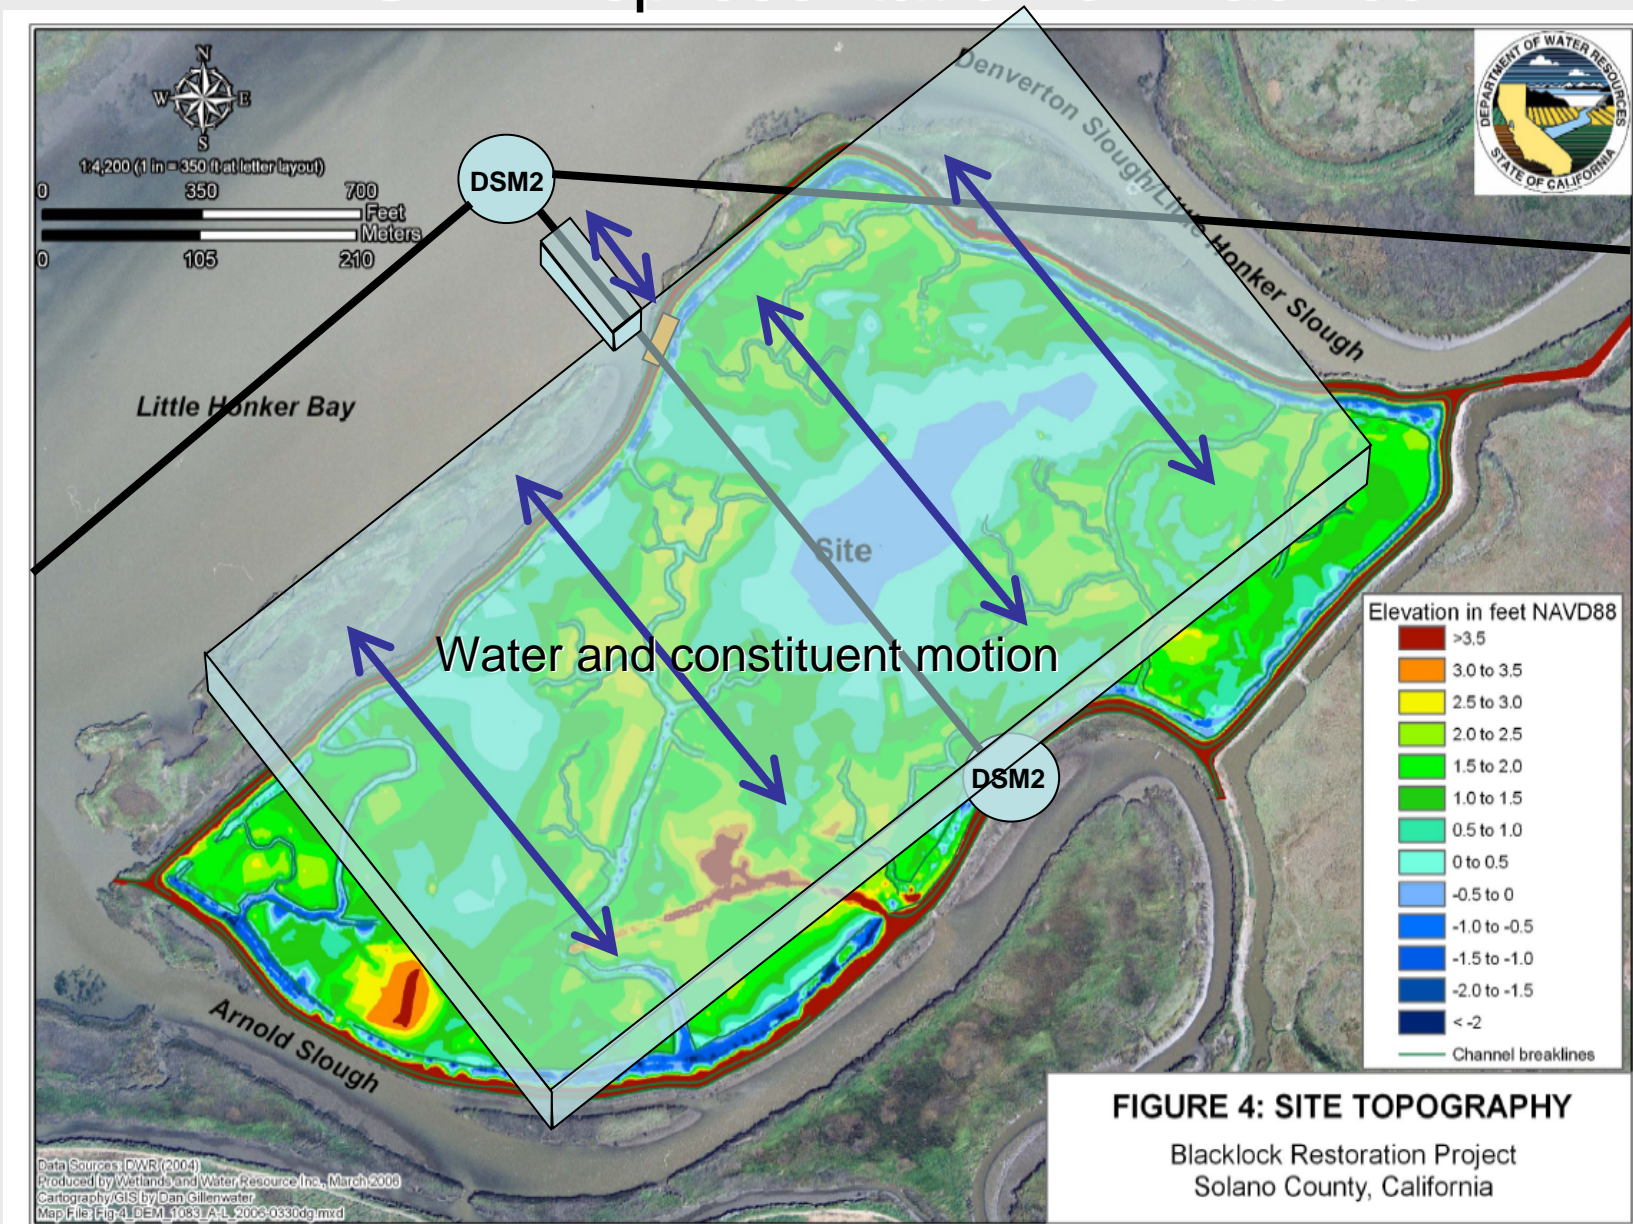 N
W E
S
1:4,200 (1 in = 350 ft at letter layout)
0 350 700
Feet
Meters
0 105 210
DEPARTMENT OF WATER RESOURCES
STATE OF CALIFORNIA
Denverton Slough/Little Honker Slough
DSM2
Little Honker Bay
Site
Water and constituent motion
DSM2
Arnold Slough
Elevation in feet NAVD88
>3.5
3.0 to 3.5
2.5 to 3.0
2.0 to 2.5
1.5 to 2.0
1.0 to 1.5
0.5 to 1.0
0 to 0.5
-0.5 to 0
-1.0 to -0.5
-1.5 to -1.0
-2.0 to -1.5
< -2
Channel breaklines
FIGURE 4: SITE TOPOGRAPHY
Blacklock Restoration Project
Solano County, California
Data Sources: DWR (2004)
Produced by Wetlands and Water Resource Inc., March 2006
Cartography/GIS by Dan Gillenwater
Map File: Fig-4_DEM_1083_A-L_2006-0330dg.mxd